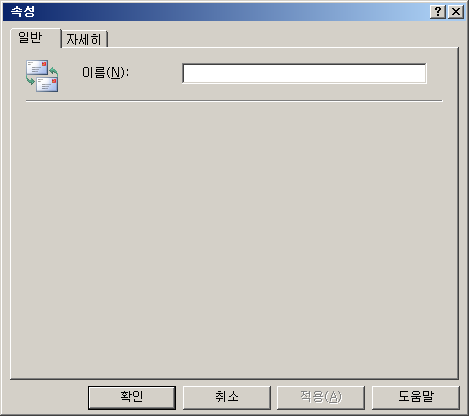 속성
일반
자세히
이름(N):
확인
취소
적용(A)
도움말